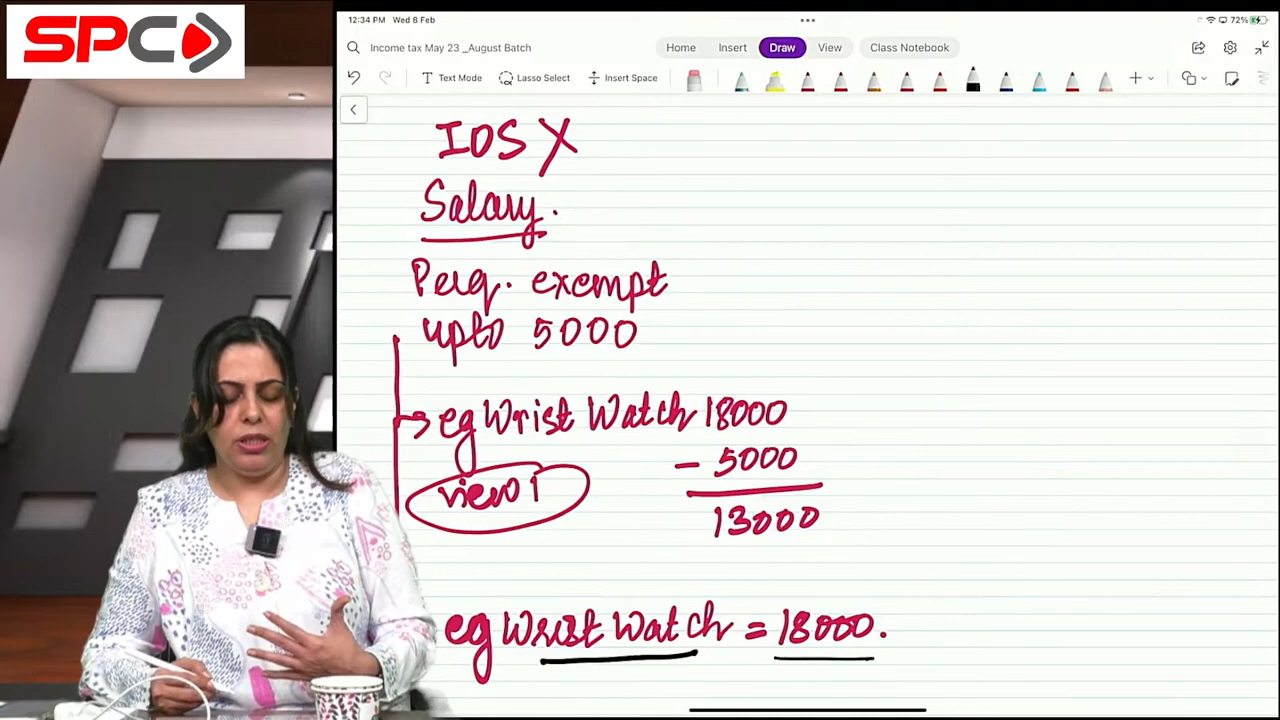 SPC
12:34 PM Wed 8 Feb
72%
Income tax May 23 _August Batch
Home Insert Draw View Class Notebook
Text Mode Lasso Select Insert Space
IOS X
Salary.
Perq. exempt
upto 5000
eg Wrist Watch 18000
- 5000
view 1
13000
eg Wrist Watch = 18000.